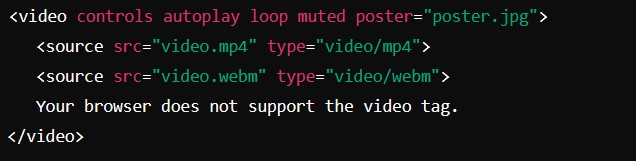 <video controls autoplay loop muted poster="poster.jpg">
<source src="video.mp4" type="video/mp4">
<source src="video.webm" type="video/webm">
Your browser does not support the video tag.
</video>